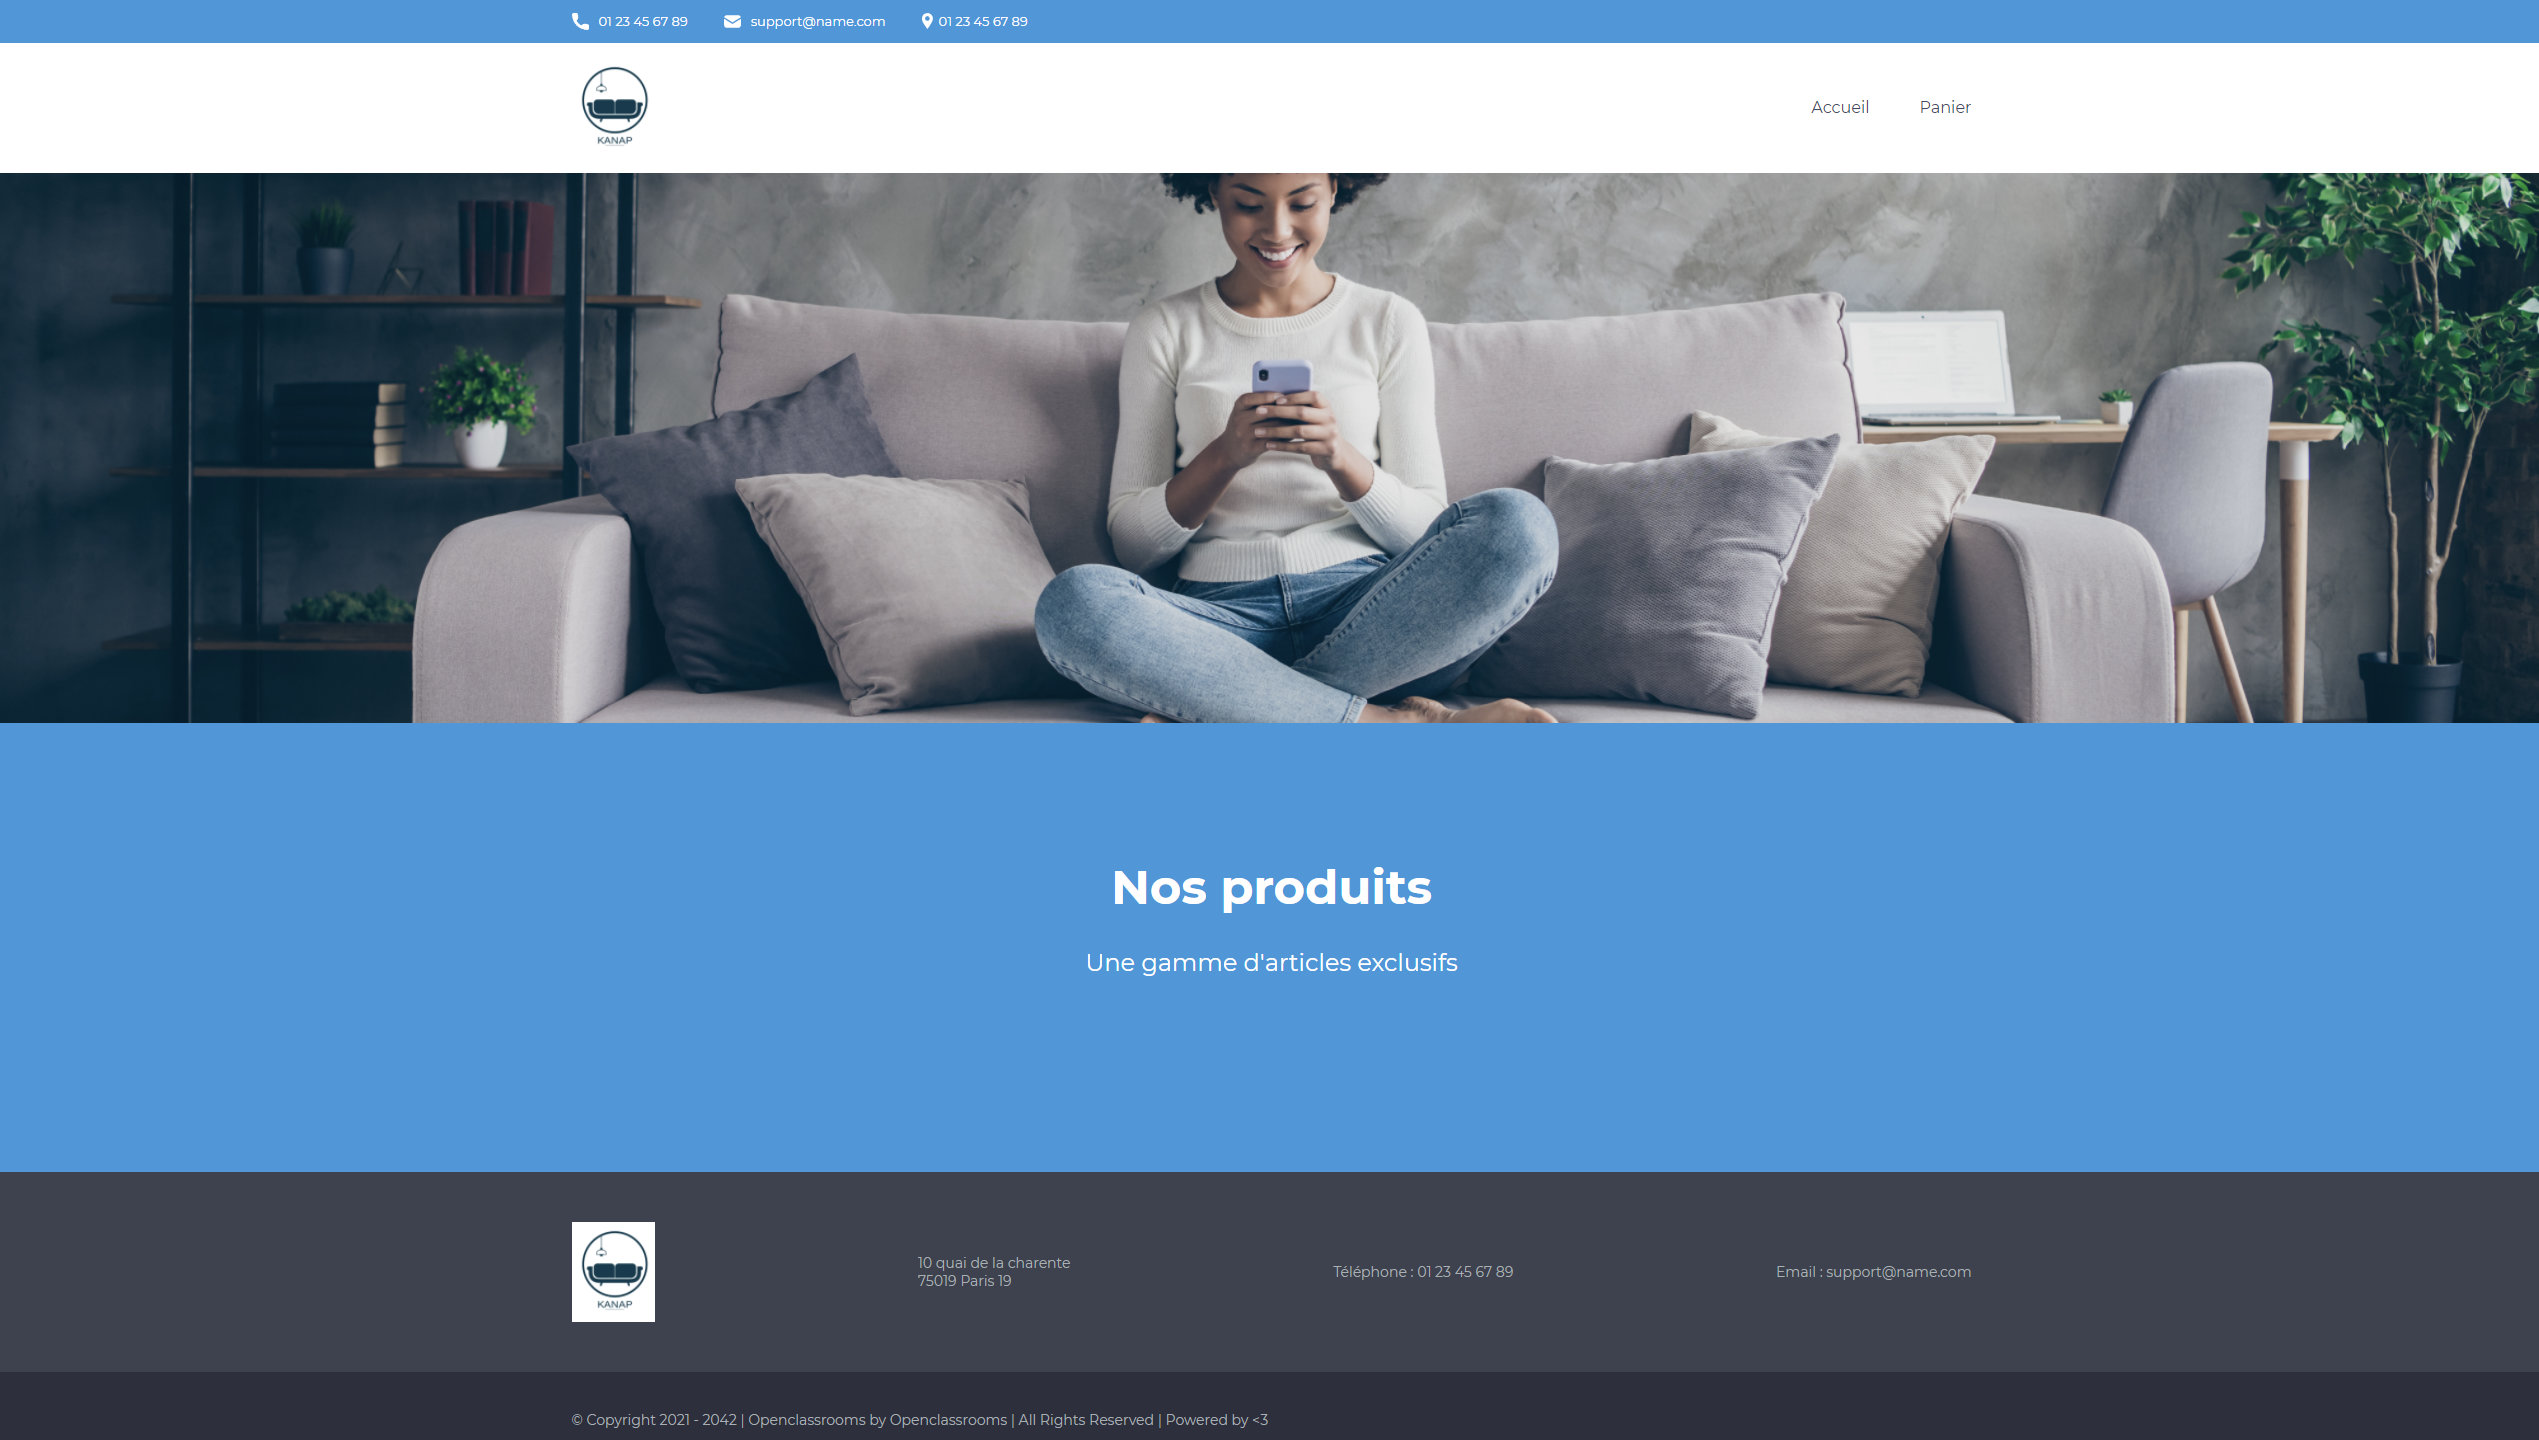 01 23 45 67 89
support@name.com
01 23 45 67 89
KANAP
Accueil
Panier
Nos produits
Une gamme d'articles exclusifs
KANAP
10 quai de la charente
75019 Paris 19
Téléphone : 01 23 45 67 89
Email : support@name.com
© Copyright 2021 - 2042 | Openclassrooms by Openclassrooms | All Rights Reserved | Powered by <3